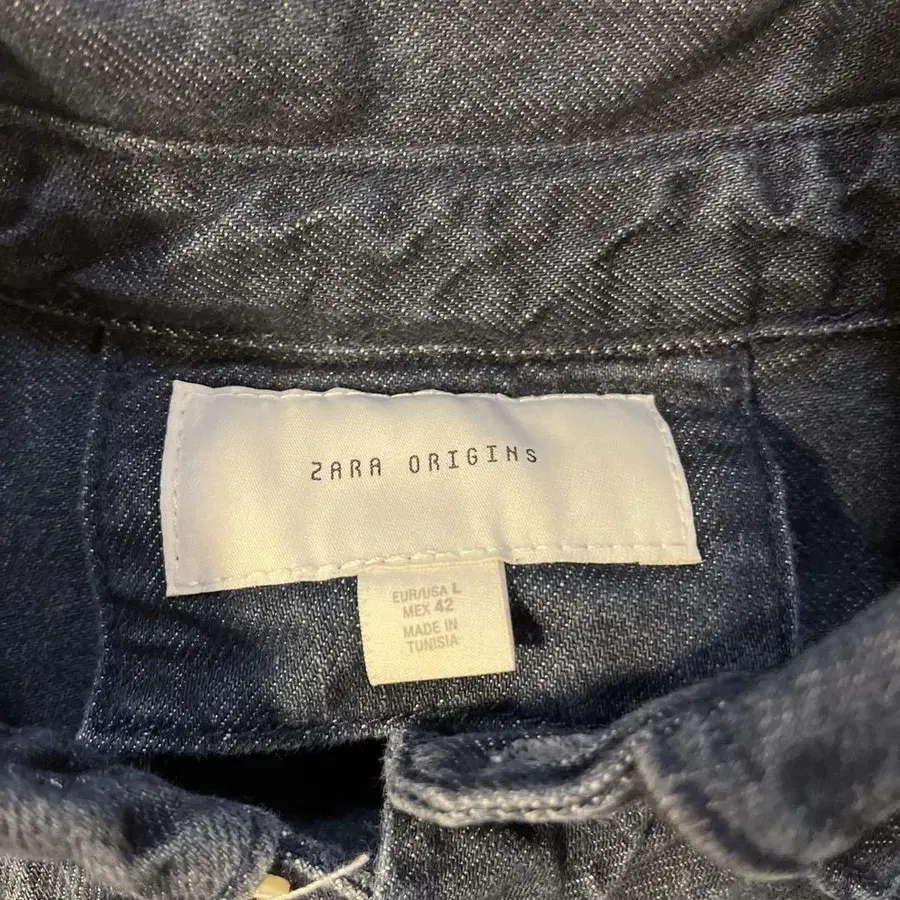 ZARA ORIGINS
EUR/USA L
MEX 42
MADE IN
TUNISIA